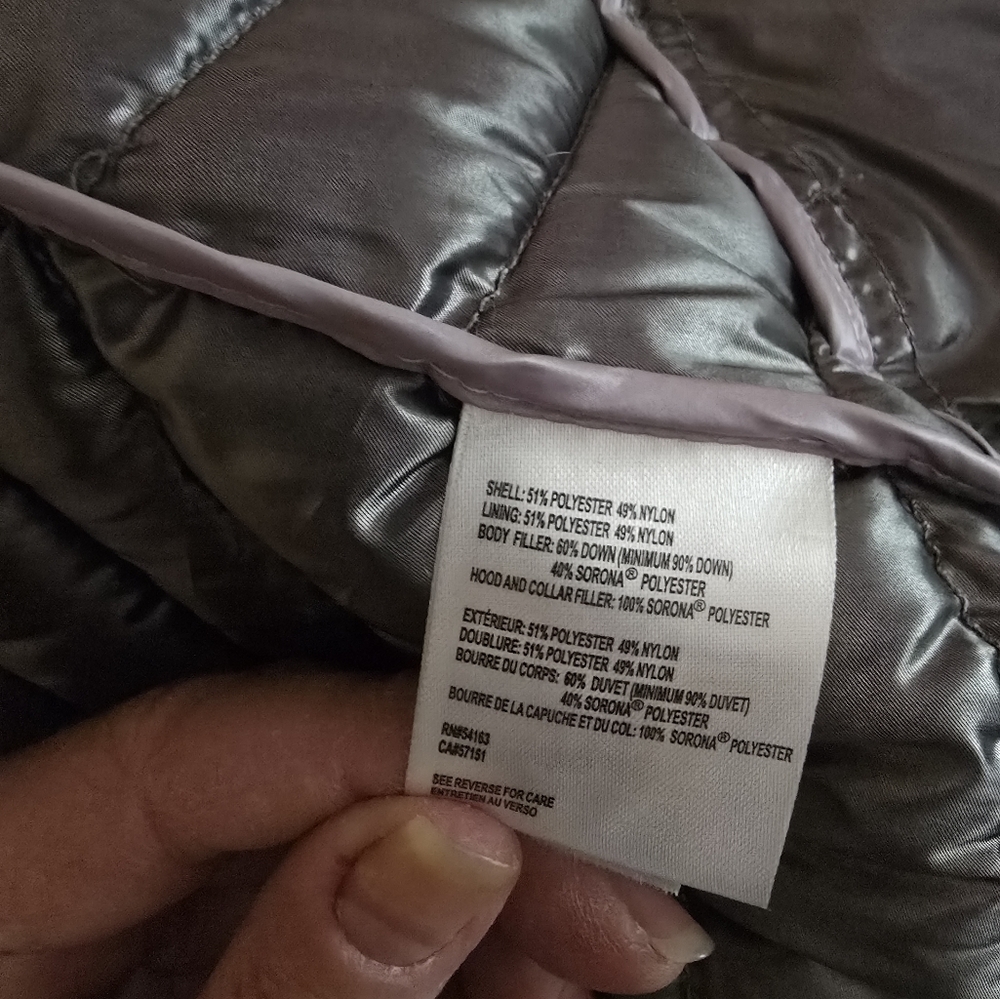 SHELL: 51% POLYESTER 49% NYLON
LINING: 51% POLYESTER 49% NYLON
BODY FILLER: 60% DOWN (MINIMUM 90% DOWN)
40% SORONA® POLYESTER
HOOD AND COLLAR FILLER: 100% SORONA® POLYESTER
EXTÉRIEUR: 51% POLYESTER 49% NYLON
DOUBLURE: 51% POLYESTER 49% NYLON
BOURRE DU CORPS: 60% DUVET (MINIMUM 90% DUVET)
40% SORONA® POLYESTER
BOURRE DE LA CAPUCHE ET DU COL: 100% SORONA® POLYESTER
RN#54163
CA#57151
SEE REVERSE FOR CARE
ENTRETIEN AU VERSO